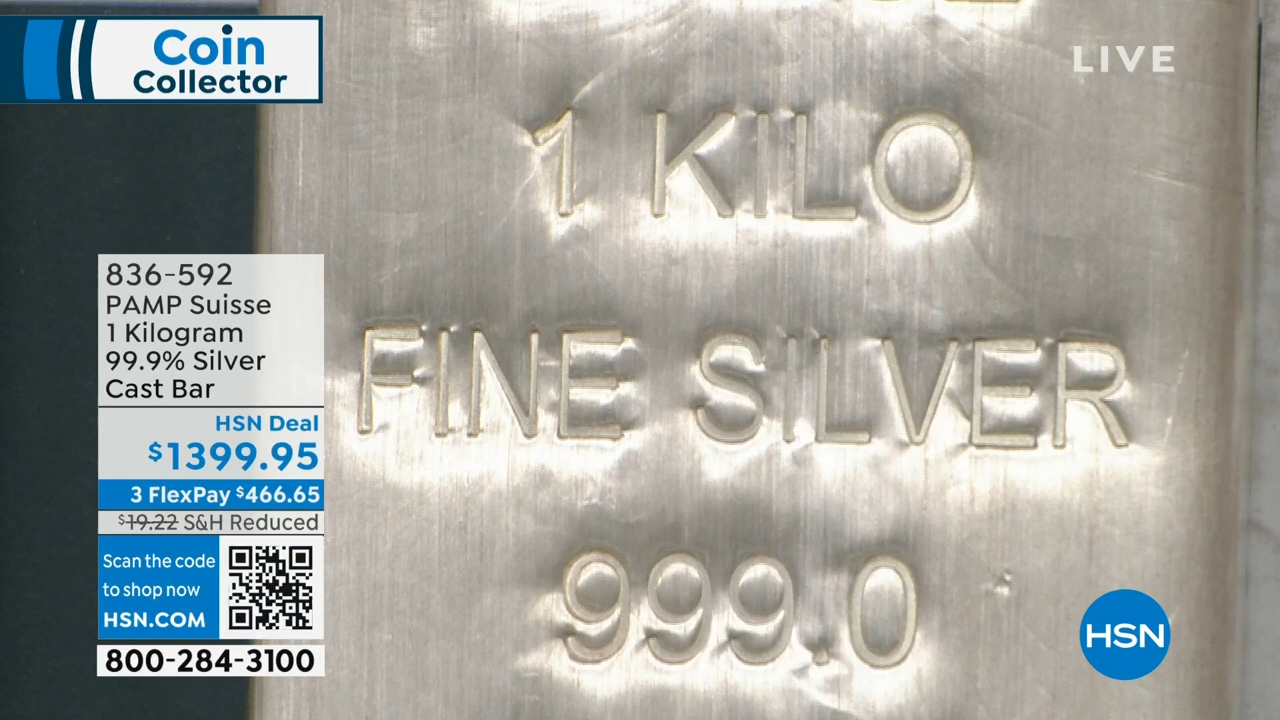 Coin
Collector
LIVE
1 KILO
FINE SILVER
999.0
836-592
PAMP Suisse
1 Kilogram
99.9% Silver
Cast Bar
HSN Deal
$1399.95
3 FlexPay $466.65
$19.22 S&H Reduced
Scan the code
to shop now
HSN.COM
800-284-3100
HSN